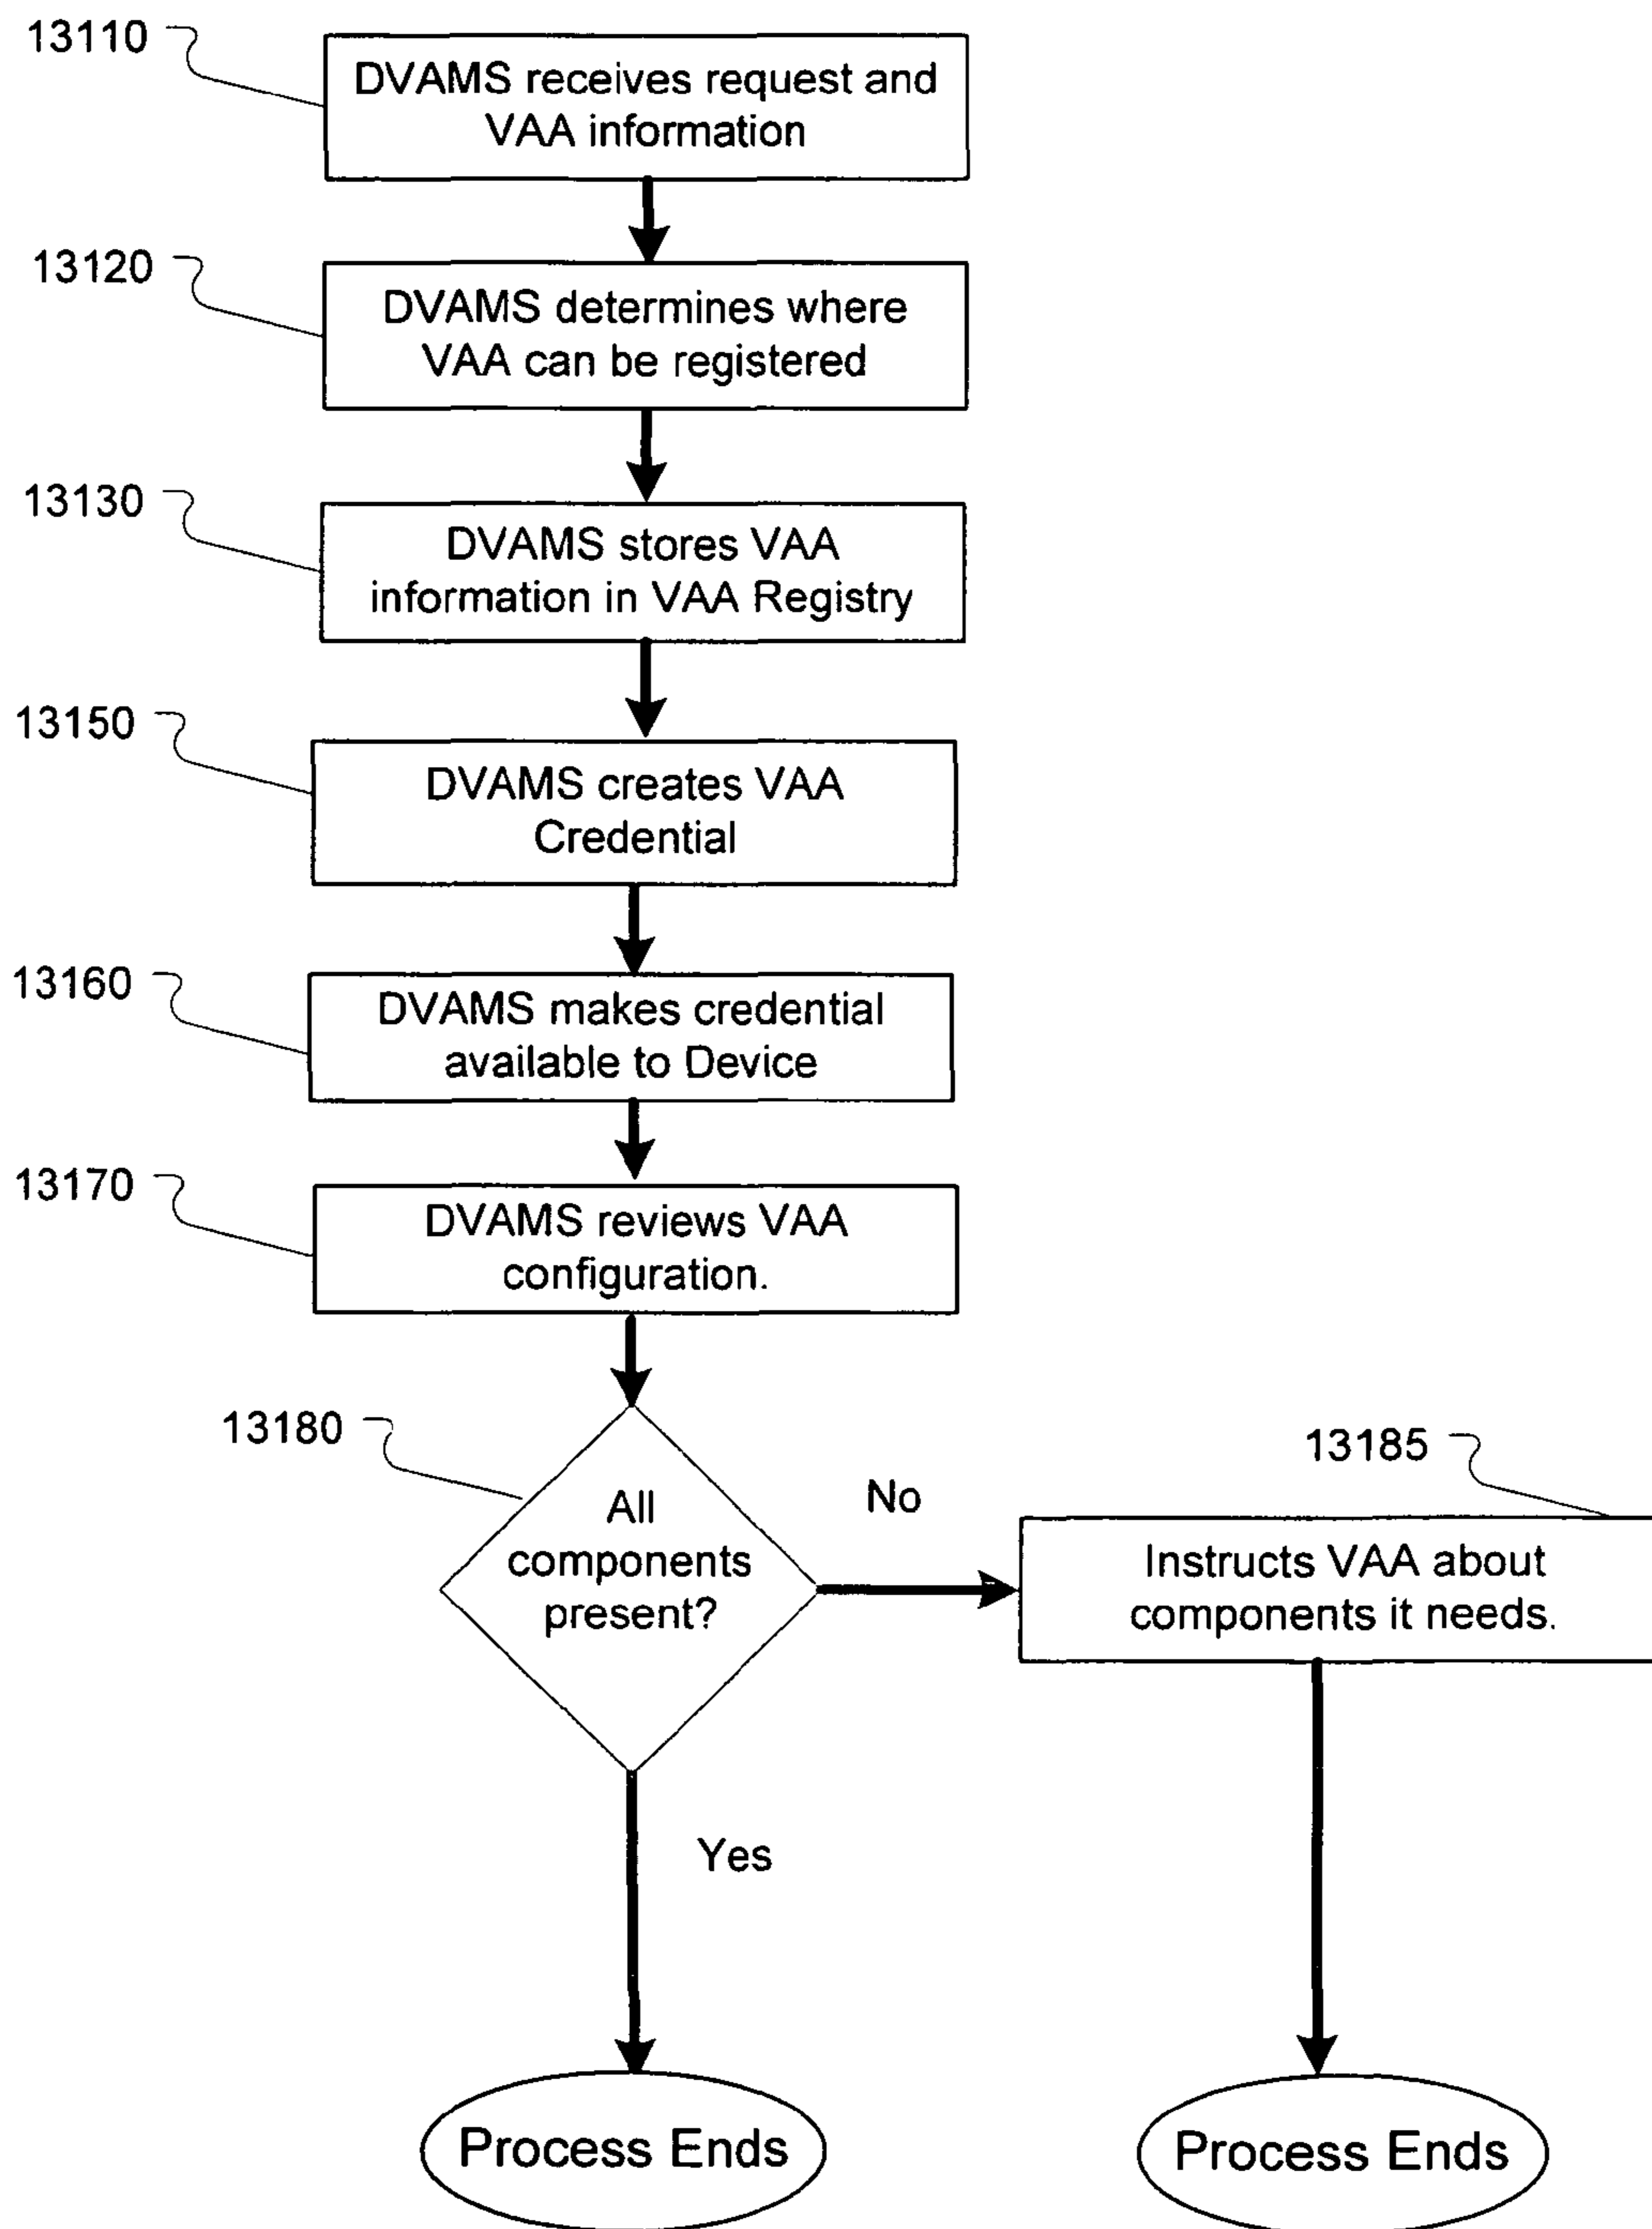 13110
DVAMS receives request and
VAA information
13120
DVAMS determines where
VAA can be registered
13130
DVAMS stores VAA
information in VAA Registry
13150
DVAMS creates VAA
Credential
13160
DVAMS makes credential
available to Device
13170
DVAMS reviews VAA
configuration.
13180
All
components
present?
No
13185
Instructs VAA about
components it needs.
Yes
Process Ends
Process Ends